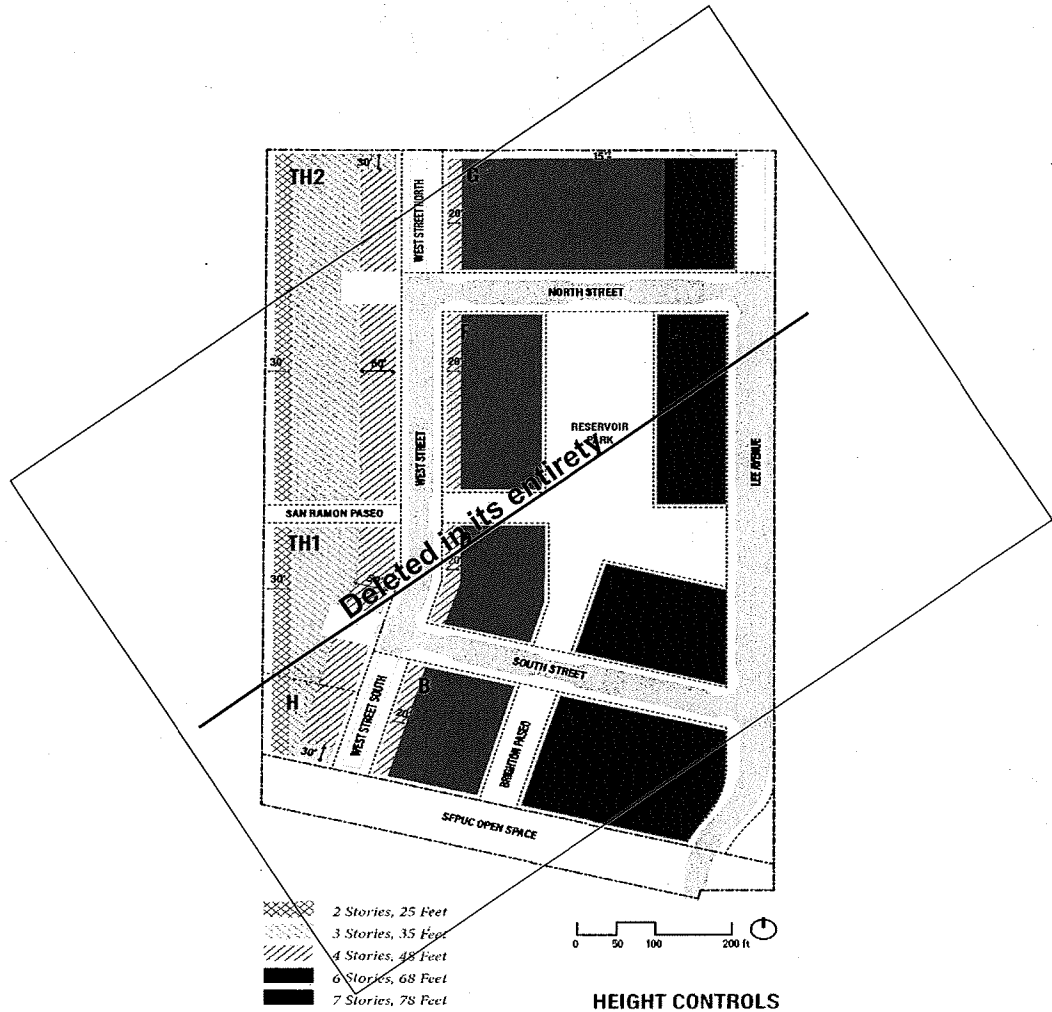 15'
30'
TH2
G
WEST STREET NORTH
20'
NORTH STREET
F
30'
20'
60'
RESERVOIR
PARK
WEST STREET
LEE AVENUE
Deleted in its entirety
SAN RAMON PASEO
TH1
20'
30'
SOUTH STREET
H
WEST STREET SOUTH
B
20'
BRIGHTON PASEO
30'
SFPUC OPEN SPACE
2 Stories, 25 Feet
3 Stories, 35 Feet
4 Stories, 48 Feet
6 Stories, 68 Feet
7 Stories, 78 Feet
0 50 100 200 ft
HEIGHT CONTROLS